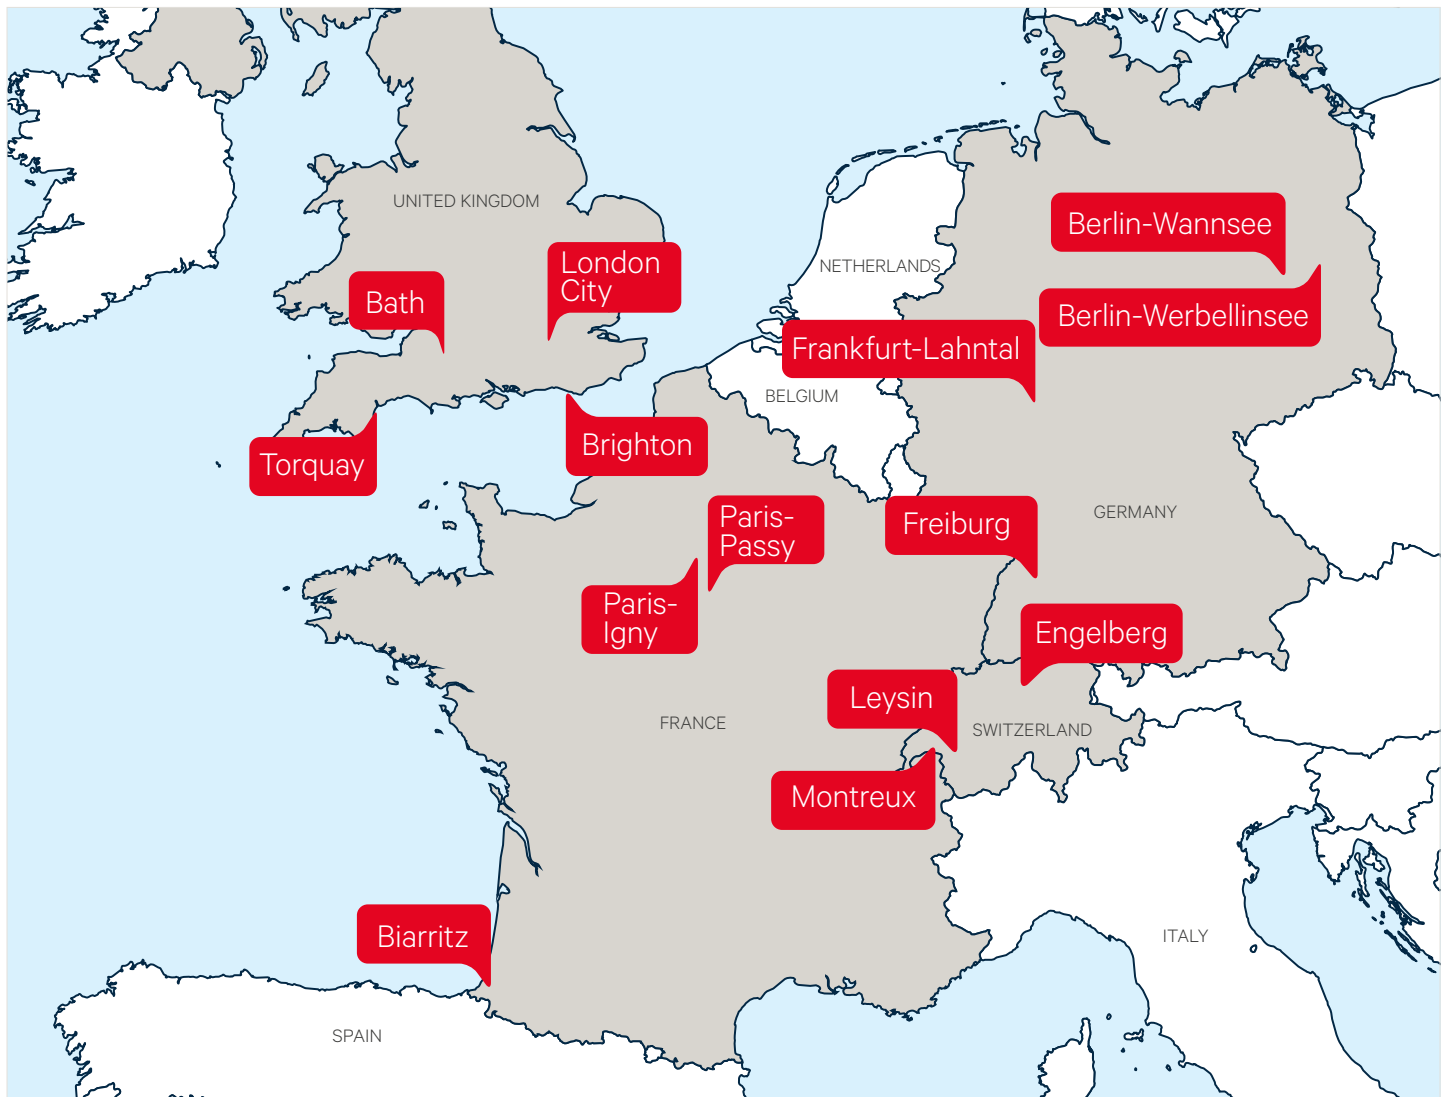 UNITED KINGDOM
Berlin-Wannsee
London
City
NETHERLANDS
Bath
Berlin-Werbellinsee
Frankfurt-Lahntal
BELGIUM
Brighton
Torquay
Paris-
Passy
Freiburg
GERMANY
Paris-
Igny
Engelberg
Leysin
FRANCE
SWITZERLAND
Montreux
Biarritz
ITALY
SPAIN